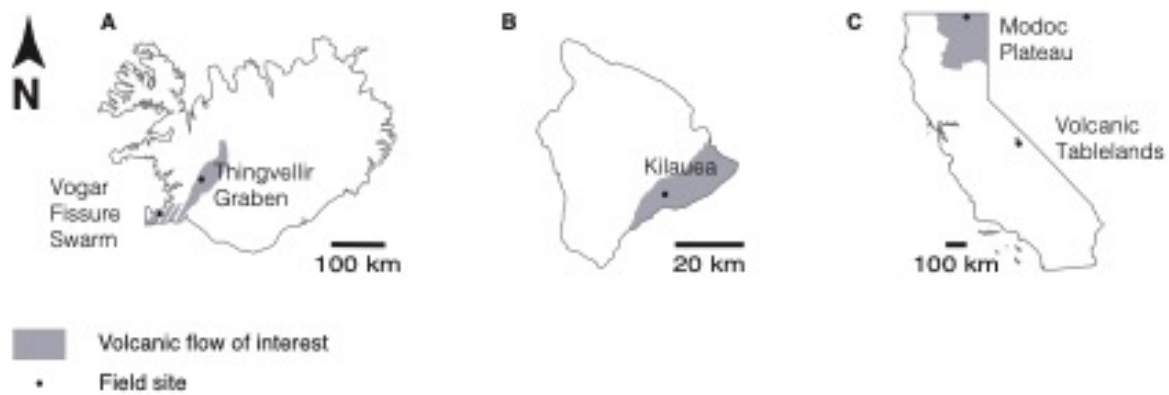 A
B
C
N
Vogar
Fissure
Swarm
Thingvellir
Graben
100 km
Kilauea
20 km
Modoc
Plateau
Volcanic
Tablelands
100 km
Volcanic flow of interest
Field site